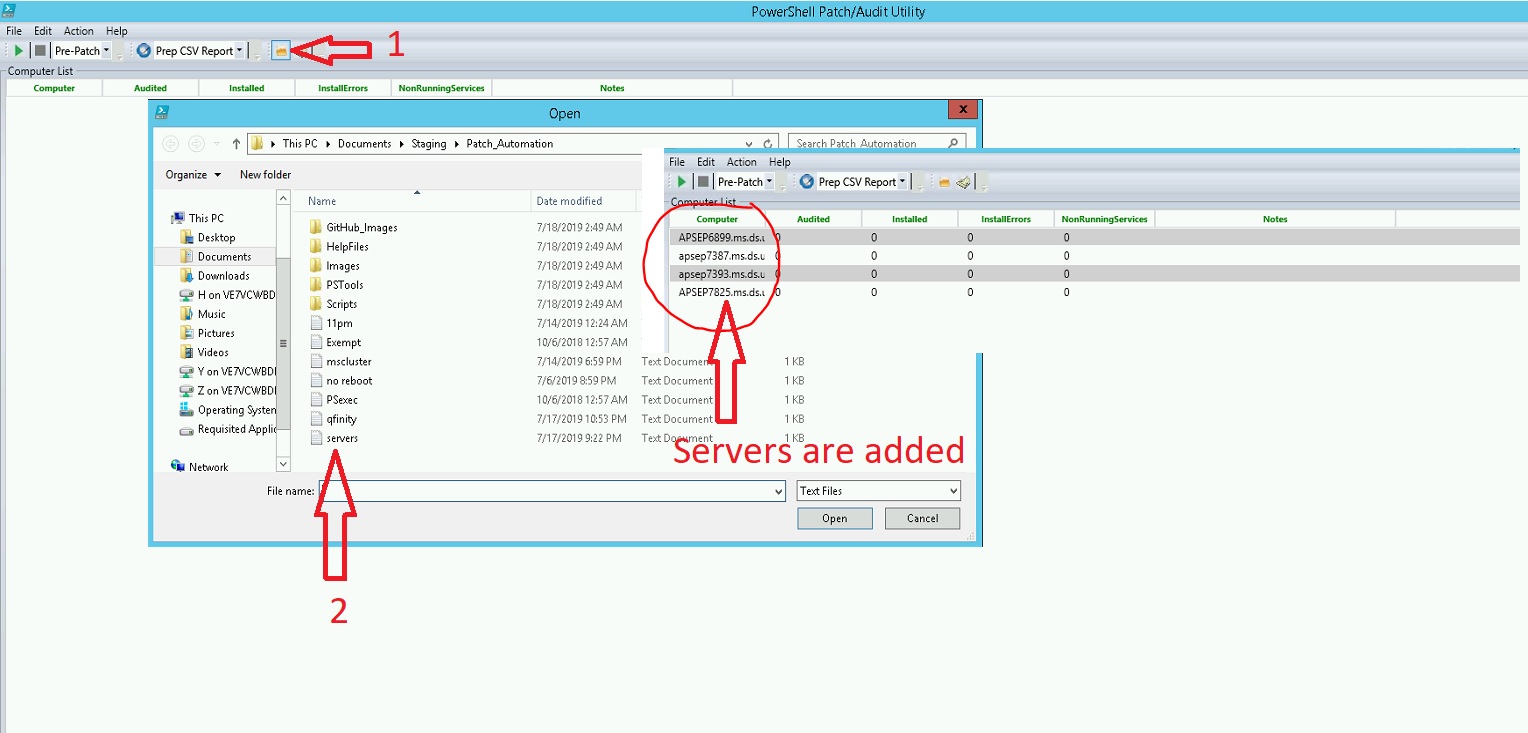 PowerShell Patch/Audit Utility
File Edit Action Help
Pre-Patch Prep CSV Report 1
Computer List
Computer Audited Installed InstallErrors NonRunningServices Notes
Open x
This PC Documents Staging Patch_Automation Search Patch Automation
Organize New folder
Name Date modified
This PC
Desktop
Documents
Downloads
H on VE7VCWBD
Music
Pictures
Videos
Y on VE7VCWBDI
Z on VE7VCWBDI
Operating System
Requisited Applic
Network
GitHub_Images 7/18/2019 2:49 AM
HelpFiles 7/18/2019 2:49 AM
Images 7/18/2019 2:49 AM
PSTools 7/18/2019 2:49 AM
Scripts 7/18/2019 2:49 AM
11pm 7/14/2019 12:24 AM
Exempt 10/6/2018 12:57 AM
mscluster 7/14/2019 6:59 PM Text Document 1 KB
no reboot 7/6/2019 8:59 PM Text Document 1 KB
PSexec 10/6/2018 12:57 AM Text Document 1 KB
qfinity 7/17/2019 10:53 PM Text Document 1 KB
servers 7/17/2019 9:22 PM Text Document 1 KB
File name: Text Files
Open Cancel
2
File Edit Action Help
Pre-Patch Prep CSV Report
Computer List
Computer Audited Installed InstallErrors NonRunningServices Notes
APSEP6899.ms.ds.u 0 0 0 0
apsep7387.ms.ds.u 0 0 0 0
apsep7393.ms.ds.u 0 0 0 0
APSEP7825.ms.ds.u 0 0 0 0
Servers are added